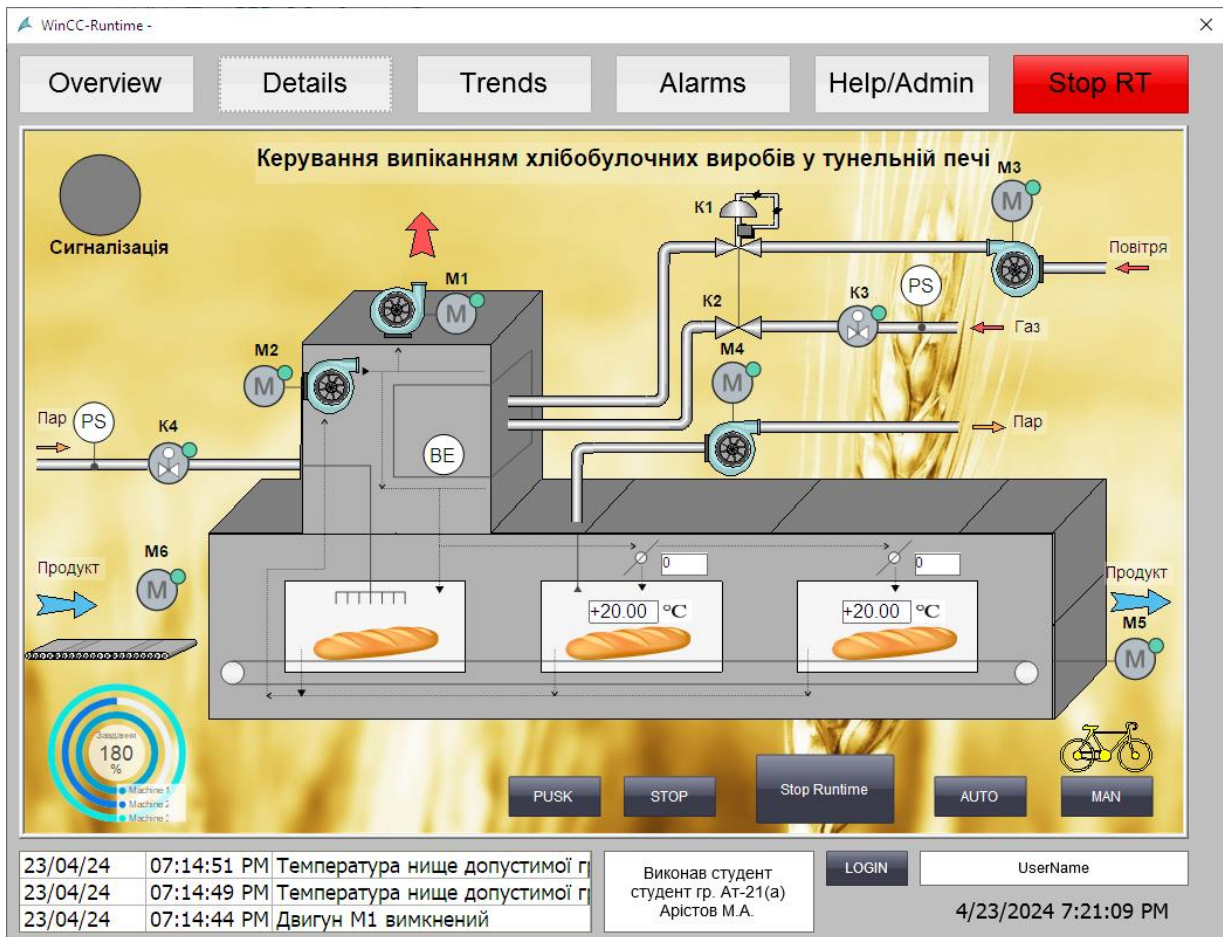 WinCC-Runtime -
Overview
Details
Trends
Alarms
Help/Admin
Stop RT
Керування випіканням хлібобулочних виробів у тунельній печі
Сигналізація
M3
M
K1
Повітря
M1
M
K2
K3
PS
Газ
M2
M
M4
M
Пар
PS
K4
BE
Пар
M6
M
Продукт
0
0
Продукт
+20.00 °C
+20.00 °C
M5
M
Завдання
180
%
Machine 1
Machine 2
Machine 3
PUSK
STOP
Stop Runtime
AUTO
MAN
23/04/24 07:14:51 PM Температура нище допустимої
23/04/24 07:14:49 PM Температура нище допустимої
23/04/24 07:14:44 PM Двигун М1 вимкнений
Виконав студент
студент гр. Ат-21(а)
Арістов М.А.
LOGIN
UserName
4/23/2024 7:21:09 PM